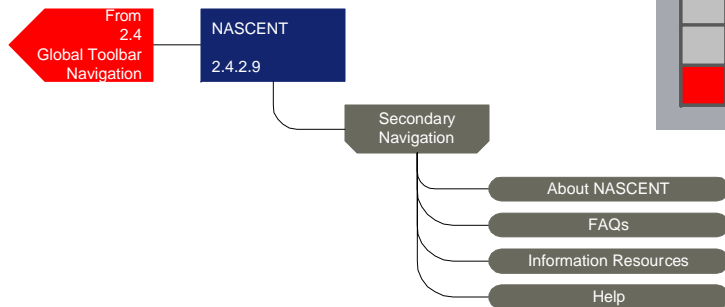 From
2.4
Global Toolbar
Navigation
NASCENT
2.4.2.9
Secondary
Navigation
About NASCENT
FAQs
Information Resources
Help